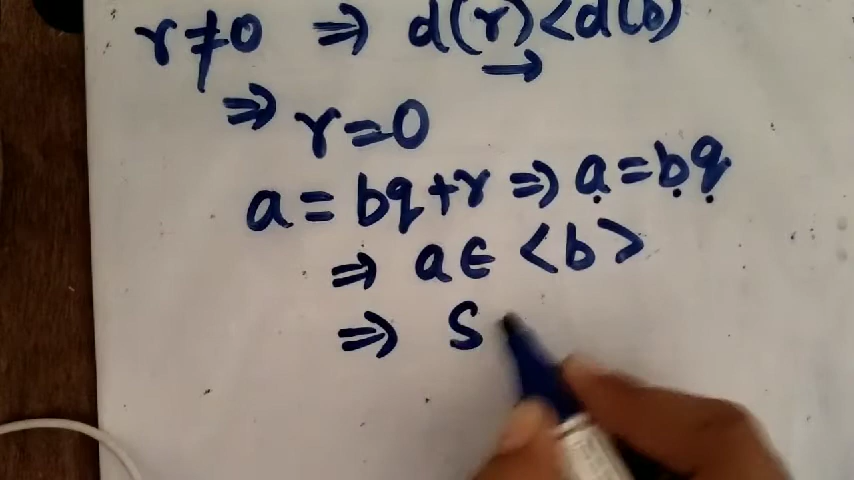 r≠0 ⇒ d(r)<d(b)
⇒ r=0
a = bq+r ⇒ a=bq
⇒ a∈ <b>
⇒ S